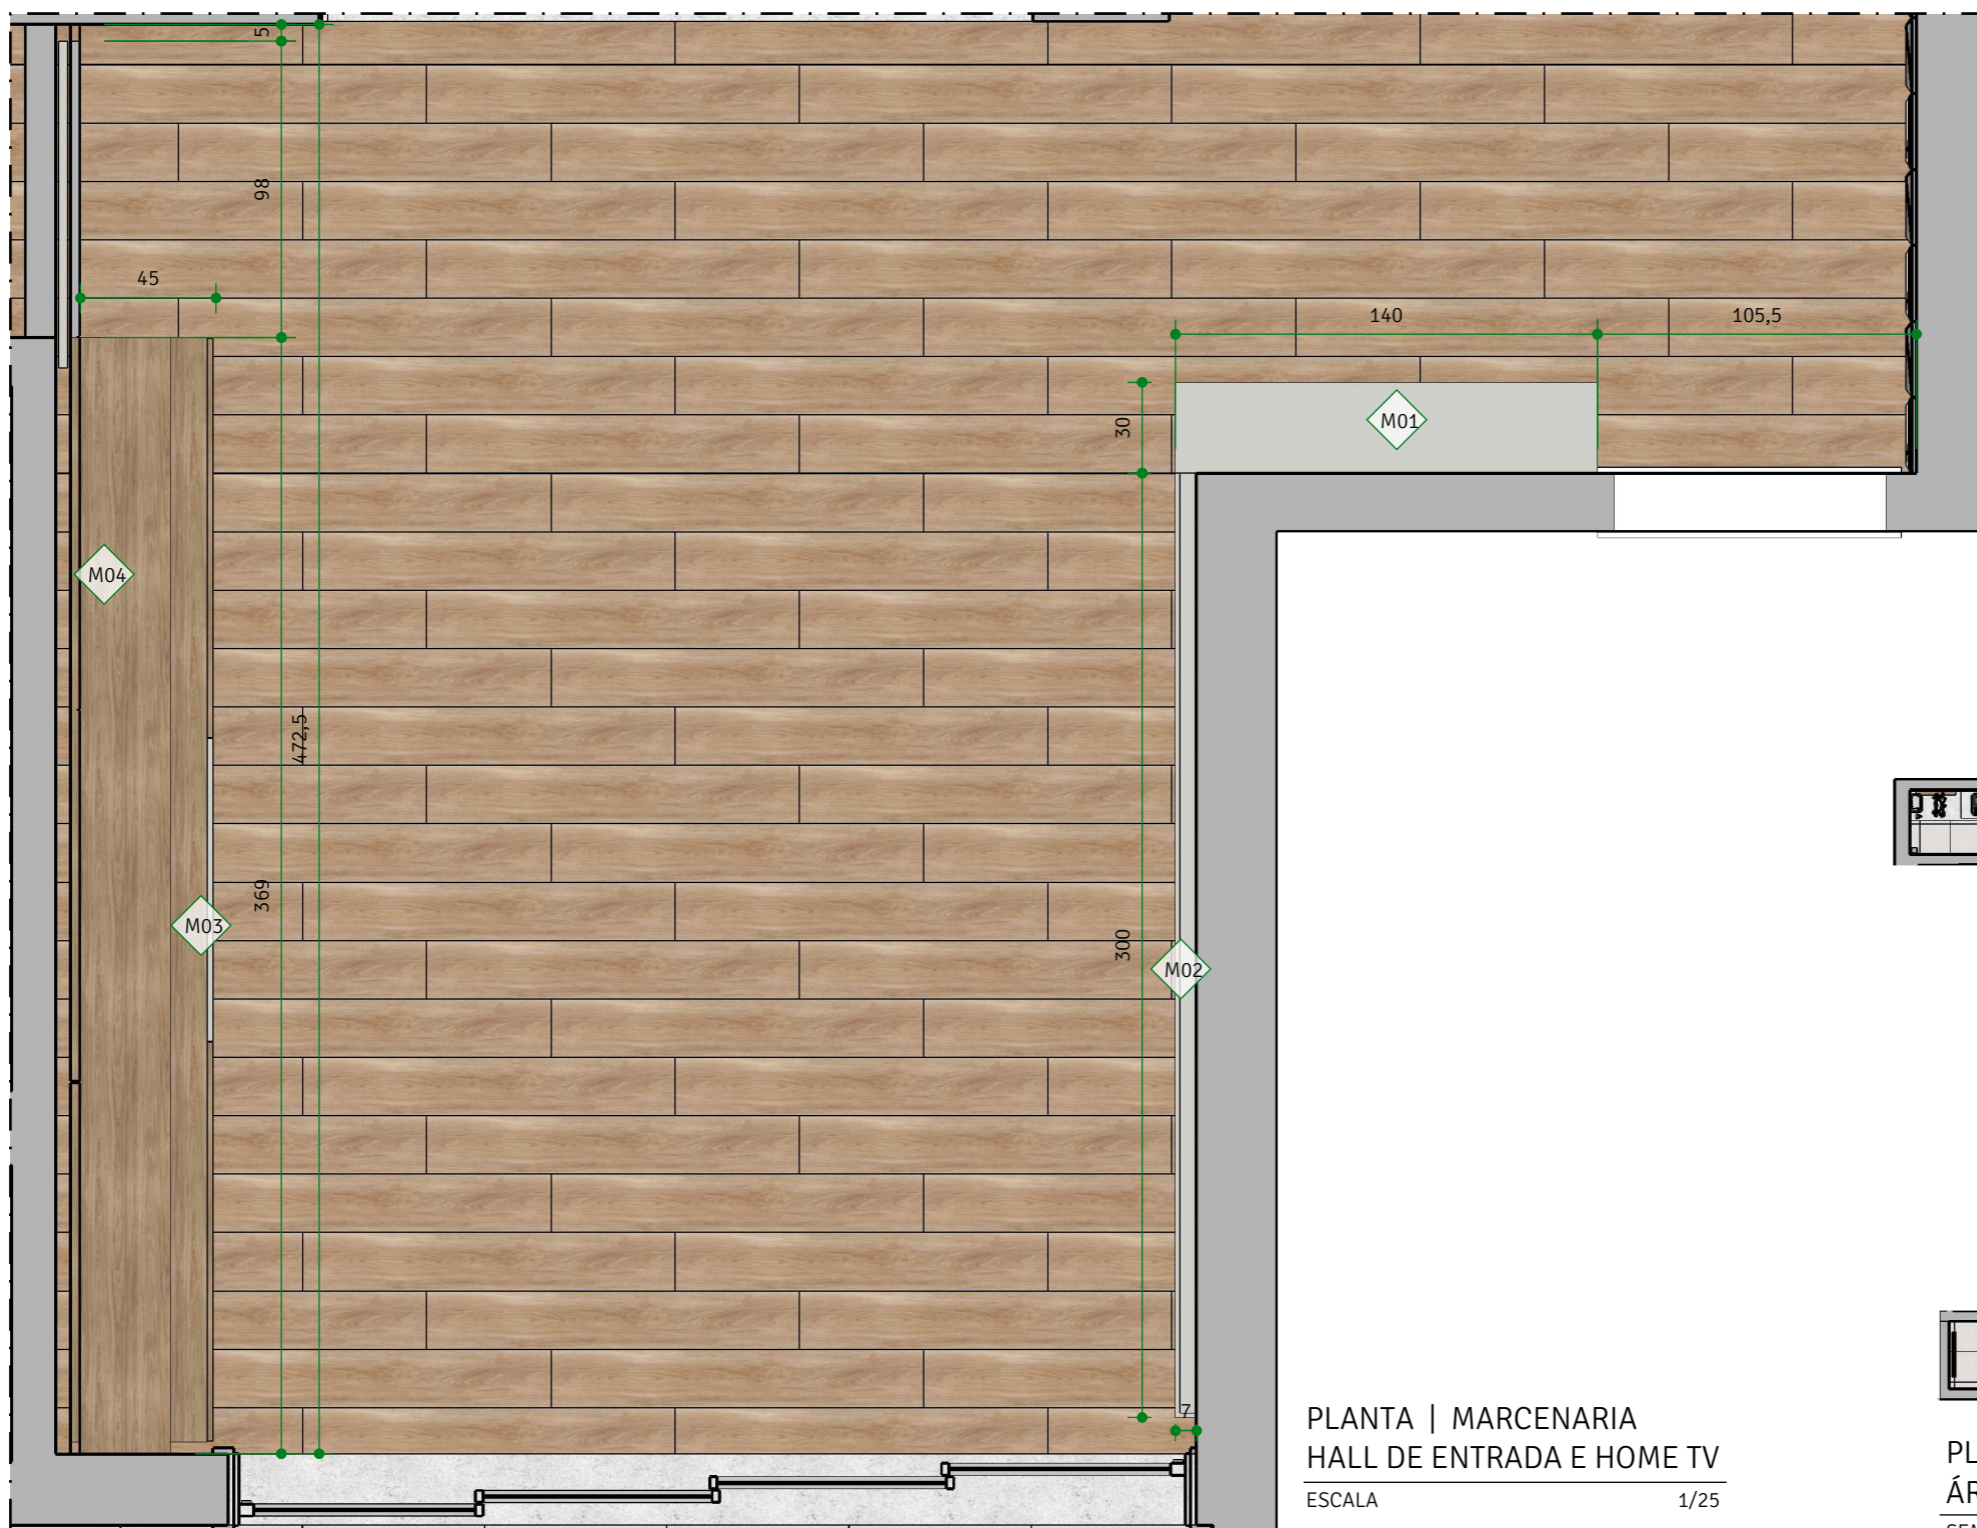 5
98
45
140
105,5
M01
30
M04
472,5
369
M03
300
M02
7
PLANTA | MARCENARIA
HALL DE ENTRADA E HOME TV
ESCALA 1/25
PL
ÁR